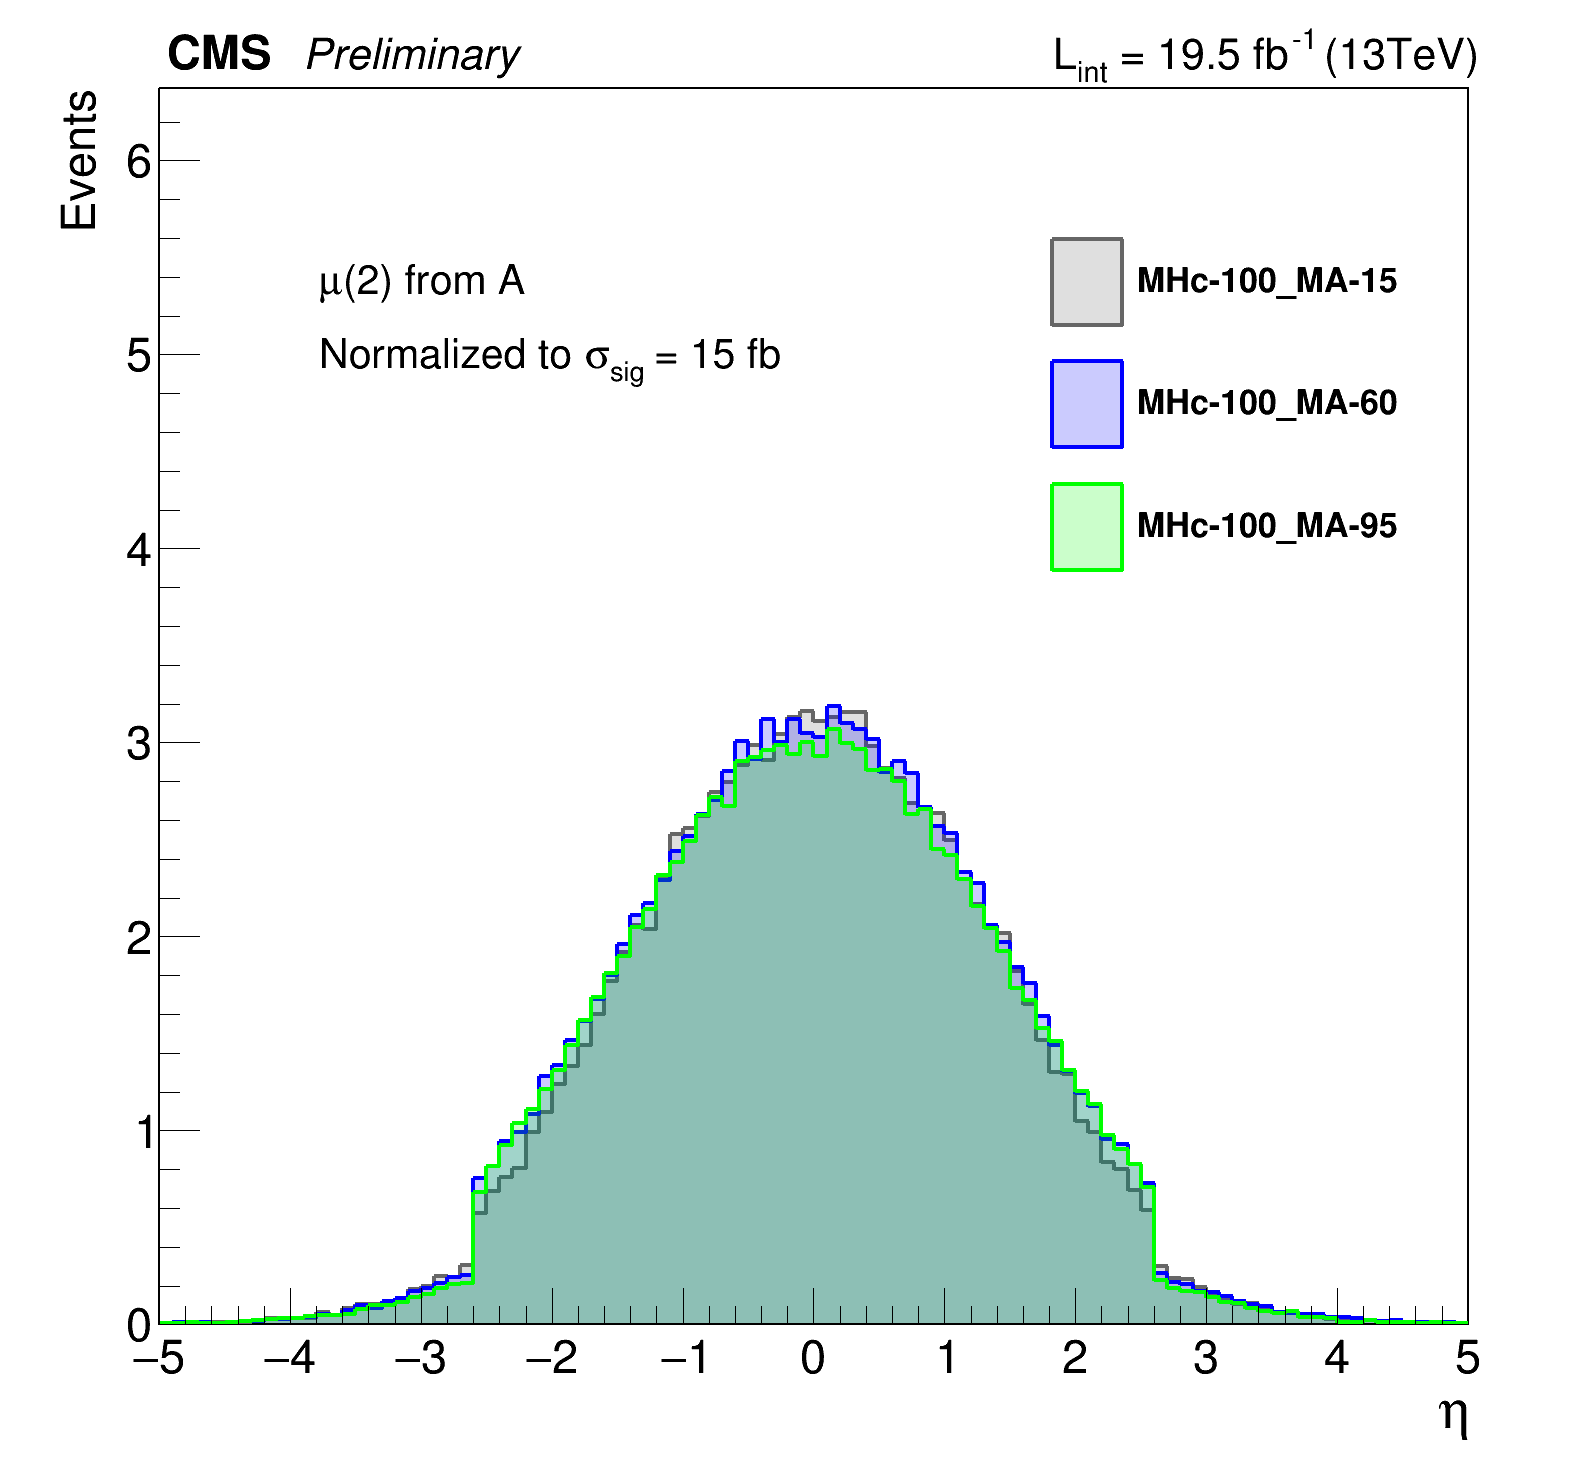 CMS Preliminary
L_int = 19.5 fb^-1 (13TeV)
Events
6
5
4
3
2
1
0
μ(2) from A
Normalized to σ_sig = 15 fb
MHc-100_MA-15
MHc-100_MA-60
MHc-100_MA-95
−5 −4 −3 −2 −1 0 1 2 3 4 5
η